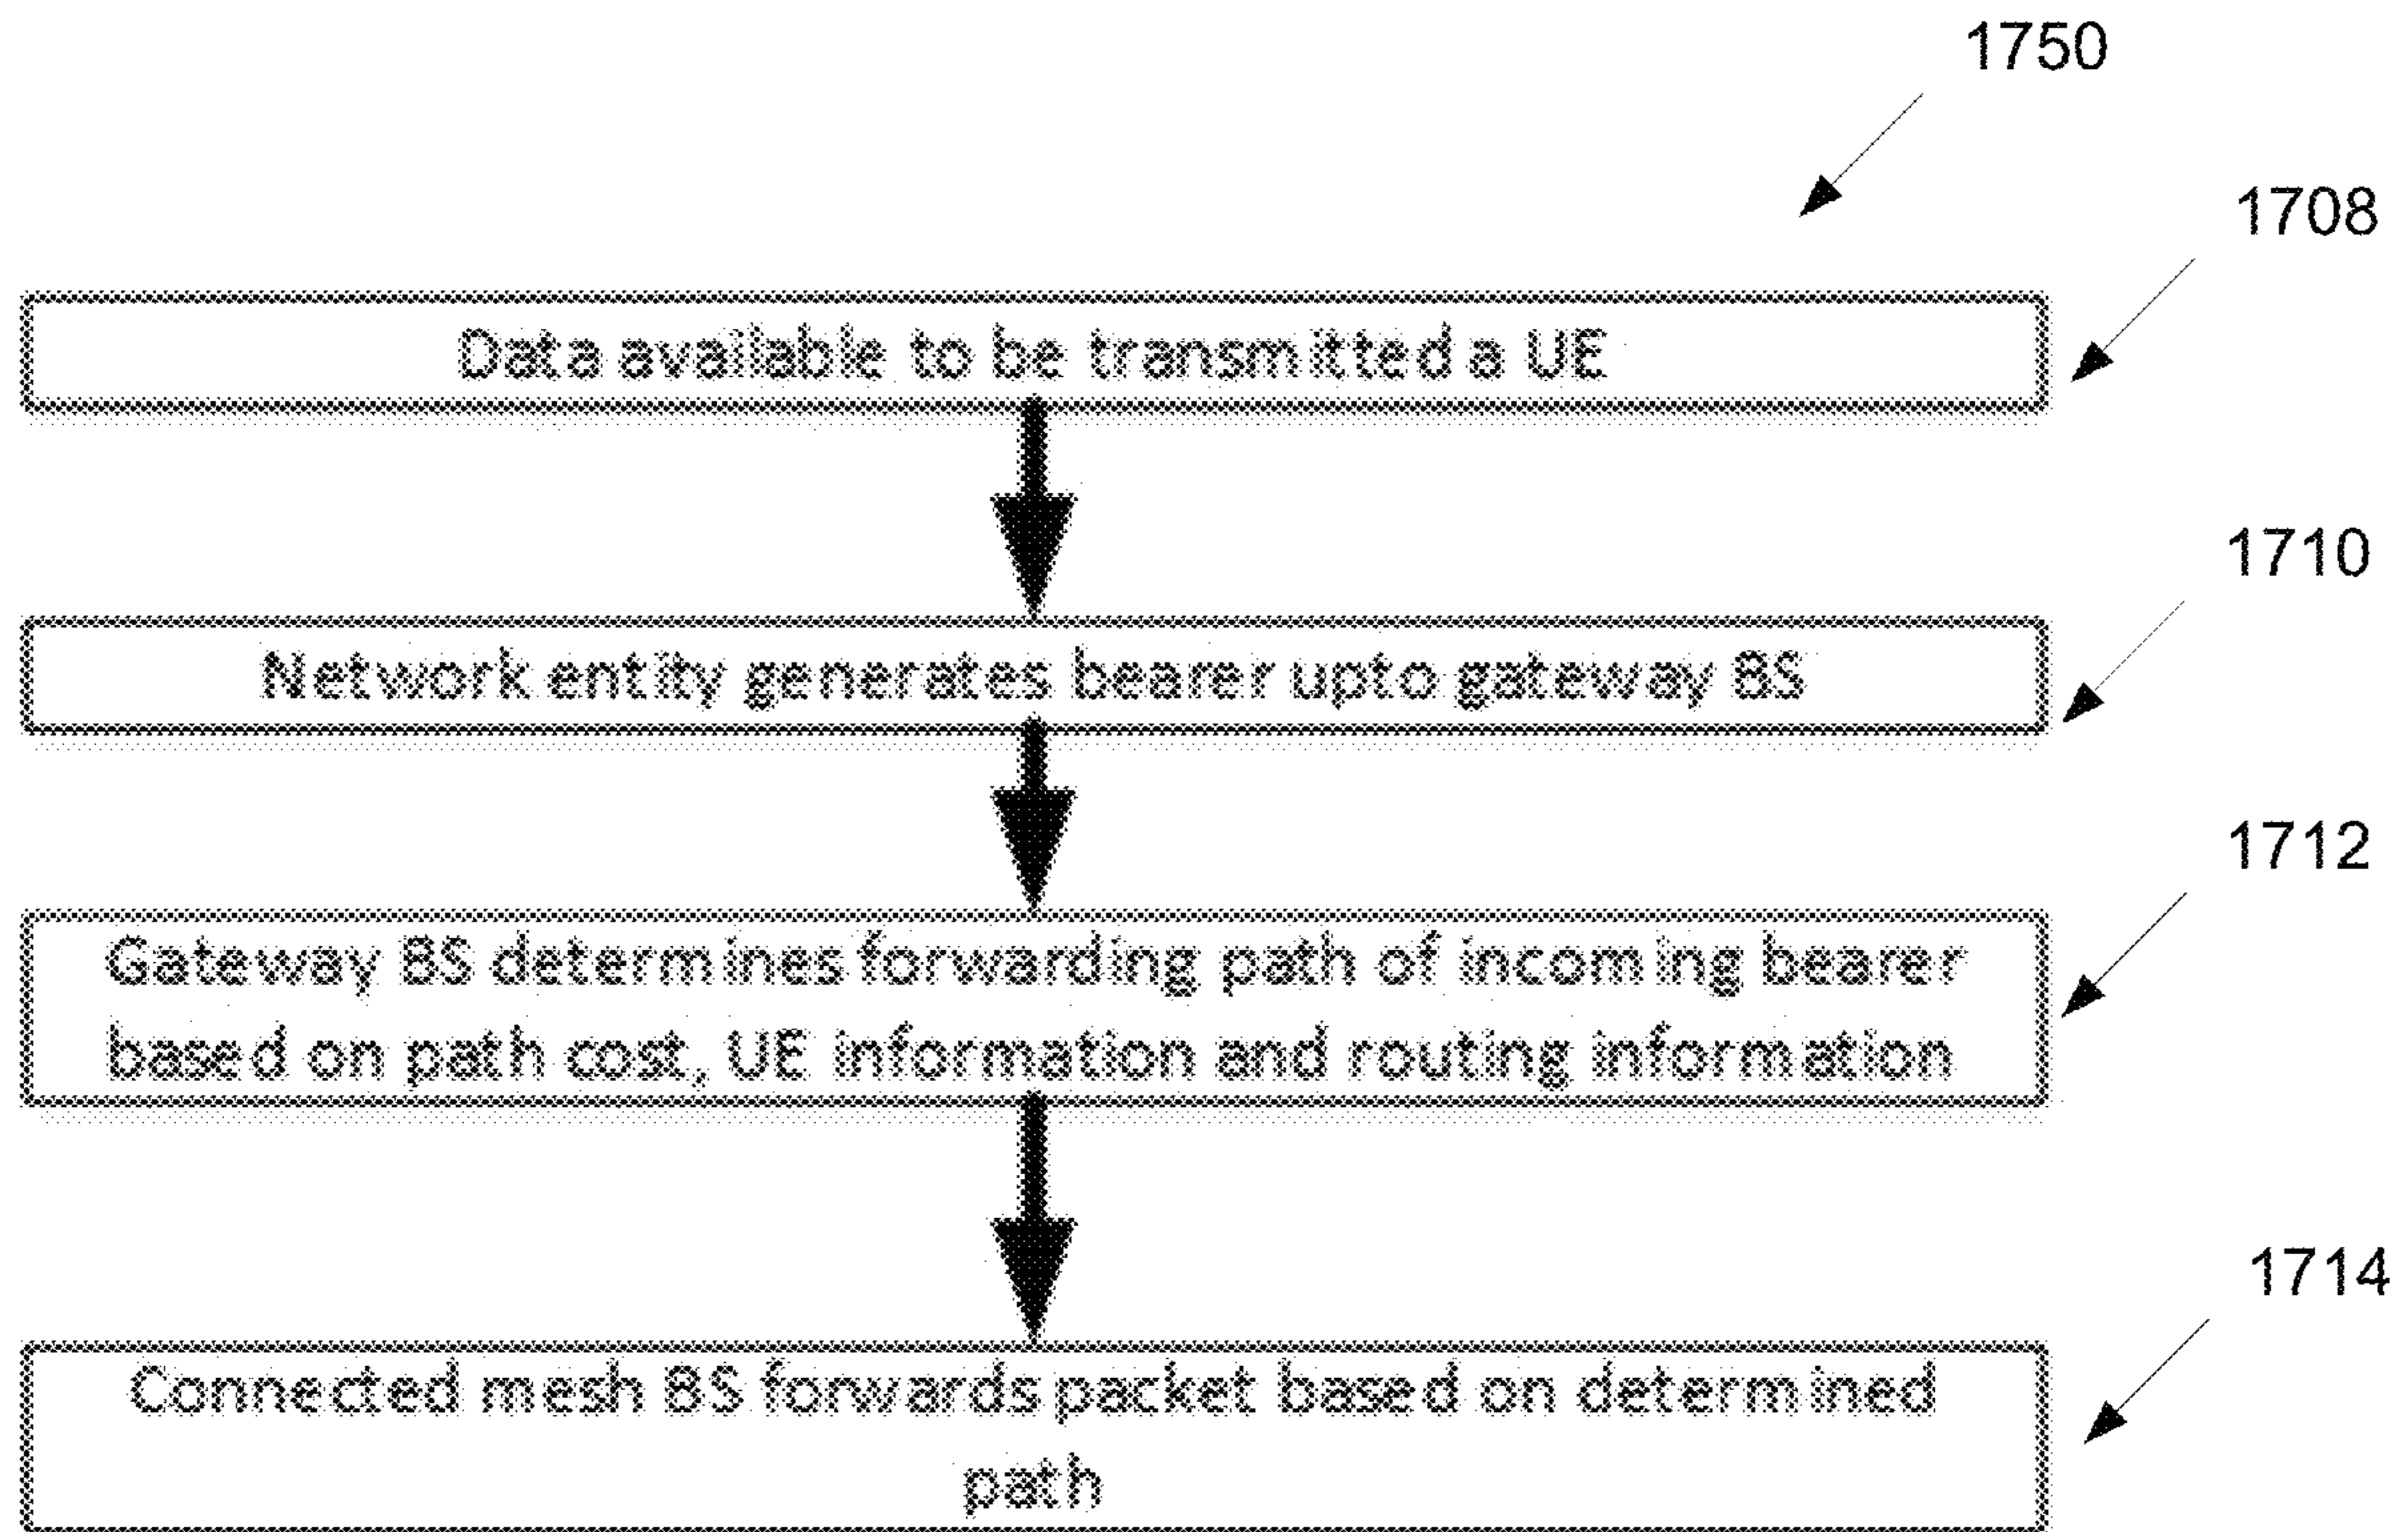 1750
1708
Data available to be transmitted a UE
1710
Network entity generates bearer upto gateway BS
1712
Gateway BS determines forwarding path of incoming bearer
based on path cost, UE information and routing information
1714
Connected mesh BS forwards packet based on determined
path